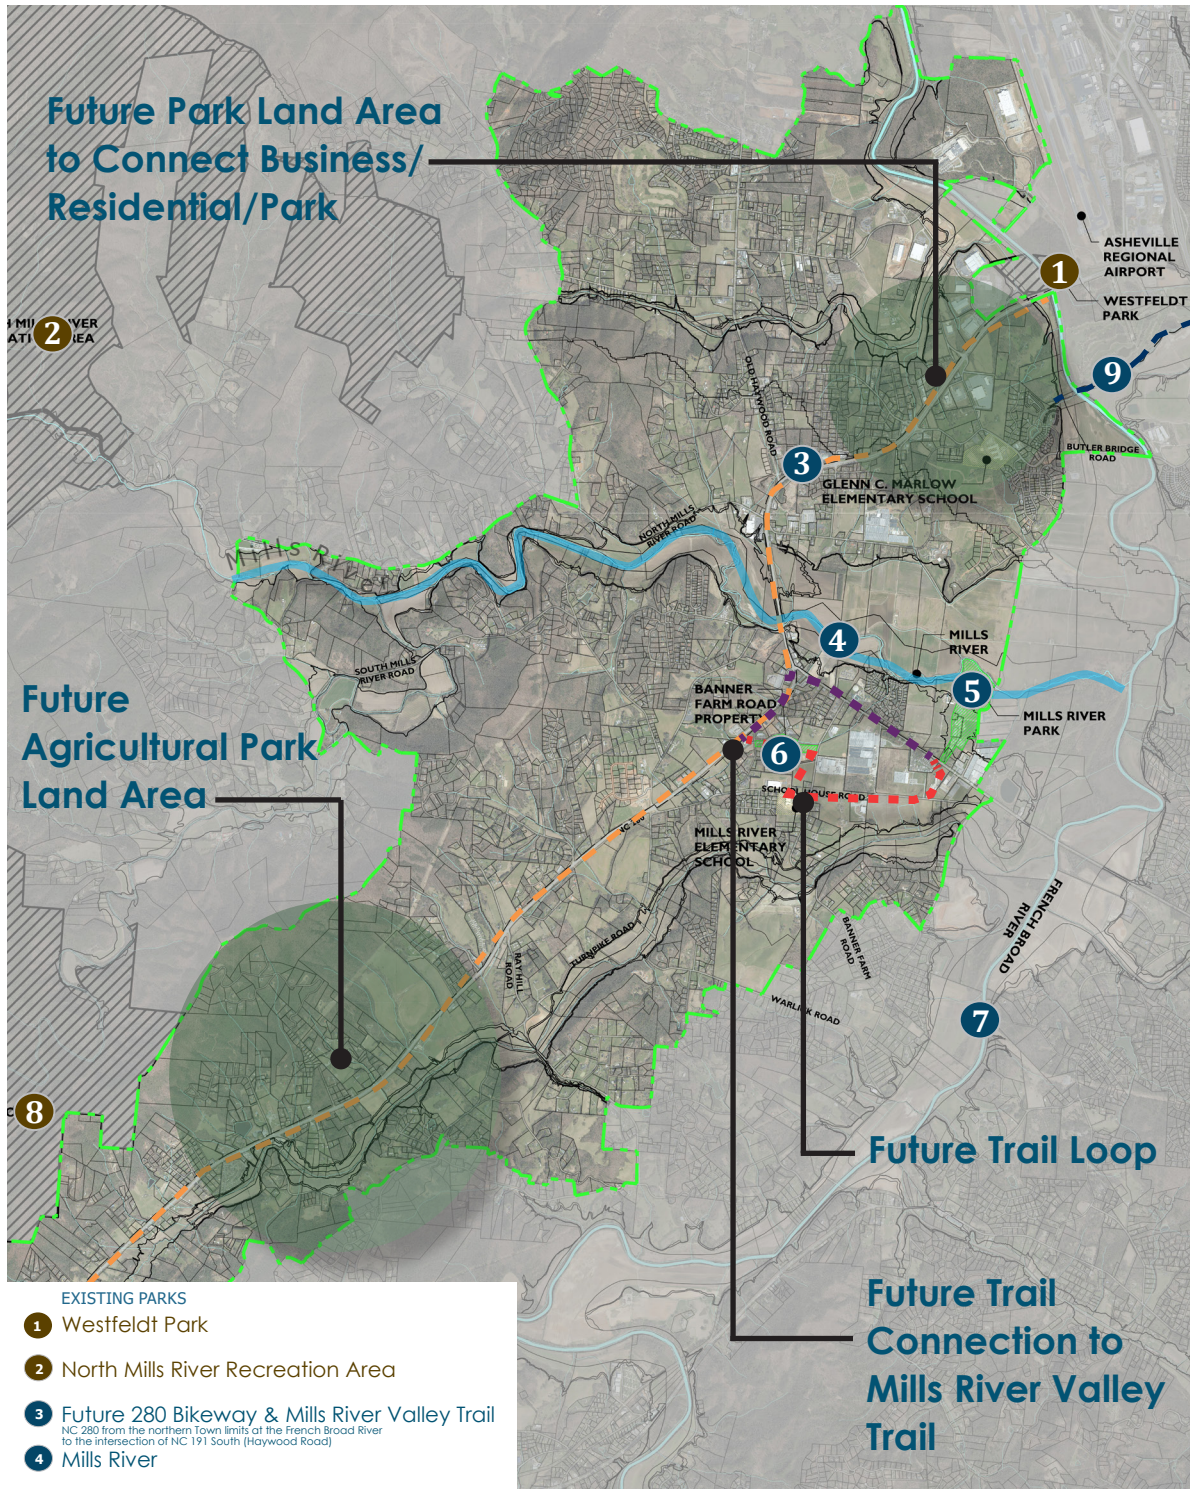 Future Park Land Area
to Connect Business/
Residential/Park
ASHEVILLE
REGIONAL
AIRPORT
1
WESTFELDT
PARK
2
9
OLD HAYWOOD ROAD
BUTLER BRIDGE
ROAD
3
GLENN C. MARLOW
ELEMENTARY SCHOOL
NORTH MILLS
RIVER ROAD
Mills River
4
MILLS
RIVER
SOUTH MILLS
RIVER ROAD
5
BANNER
FARM ROAD
PROPERTY
MILLS RIVER
PARK
Future
Agricultural Park
Land Area
6
SCHOOL HOUSE ROAD
NC 280
MILLS RIVER
ELEMENTARY
SCHOOL
FRENCH BROAD
RIVER
BANNER FARM
ROAD
TURNPIKE ROAD
RAY HILL
ROAD
WARLICK ROAD
7
8
Future Trail Loop
Future Trail
Connection to
Mills River Valley
Trail
EXISTING PARKS
1 Westfeldt Park
2 North Mills River Recreation Area
3 Future 280 Bikeway & Mills River Valley Trail
NC 280 from the northern Town limits at the French Broad River
to the intersection of NC 191 South (Haywood Road)
4 Mills River